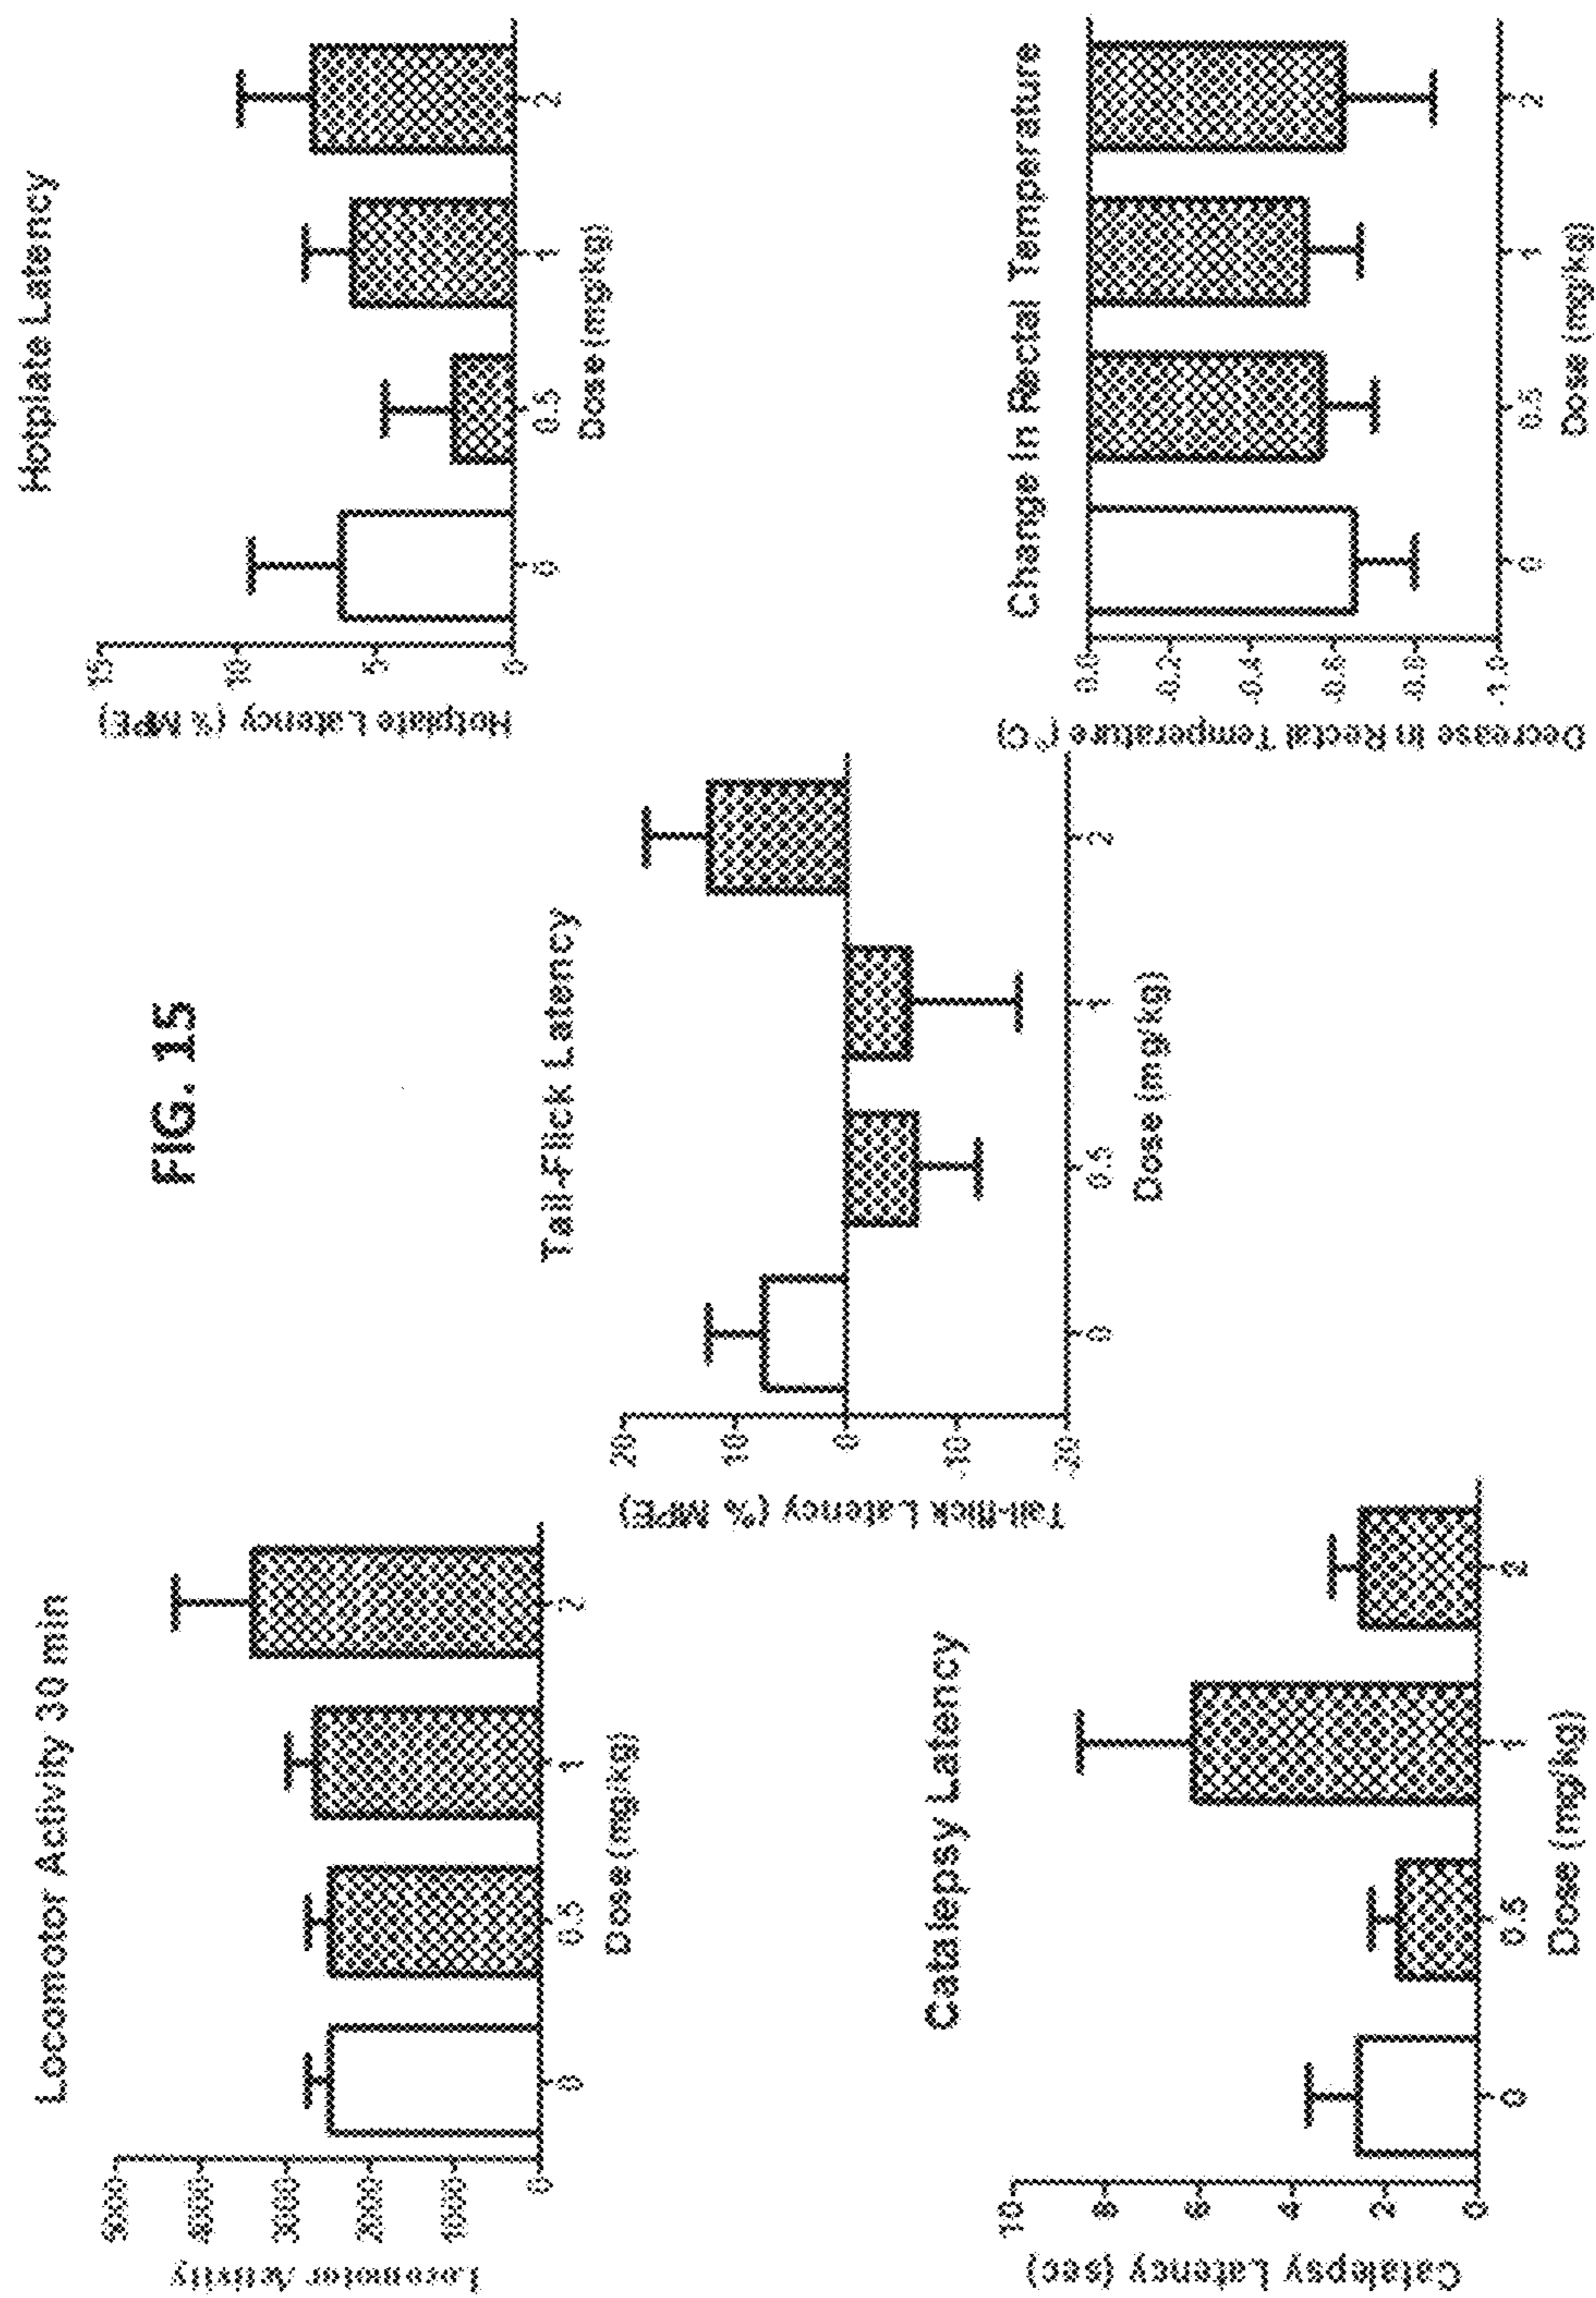 FIG. 15
Locomotor Activity 30 min
Locomotor Activity
5000
4000
3000
2000
1000
0
0
0.5
1
2
Dose (mg/kg)
Hotplate Latency
Hotplate Latency (% MPE)
15
10
5
0
0
0.5
1
2
Dose (mg/kg)
Tail-Flick Latency
Tail-flick Latency (% MPE)
20
10
0
-10
-20
0
0.5
1
2
Dose (mg/kg)
Catalepsy Latency
Catalepsy Latency (sec)
10
8
6
4
2
0
0
0.5
1
2
Dose (mg/kg)
Change in Rectal Temperature
Decrease in Rectal Temperature (°C)
0.0
-0.2
-0.4
-0.6
-0.8
-1.0
0
0.5
1
2
Dose (mg/kg)